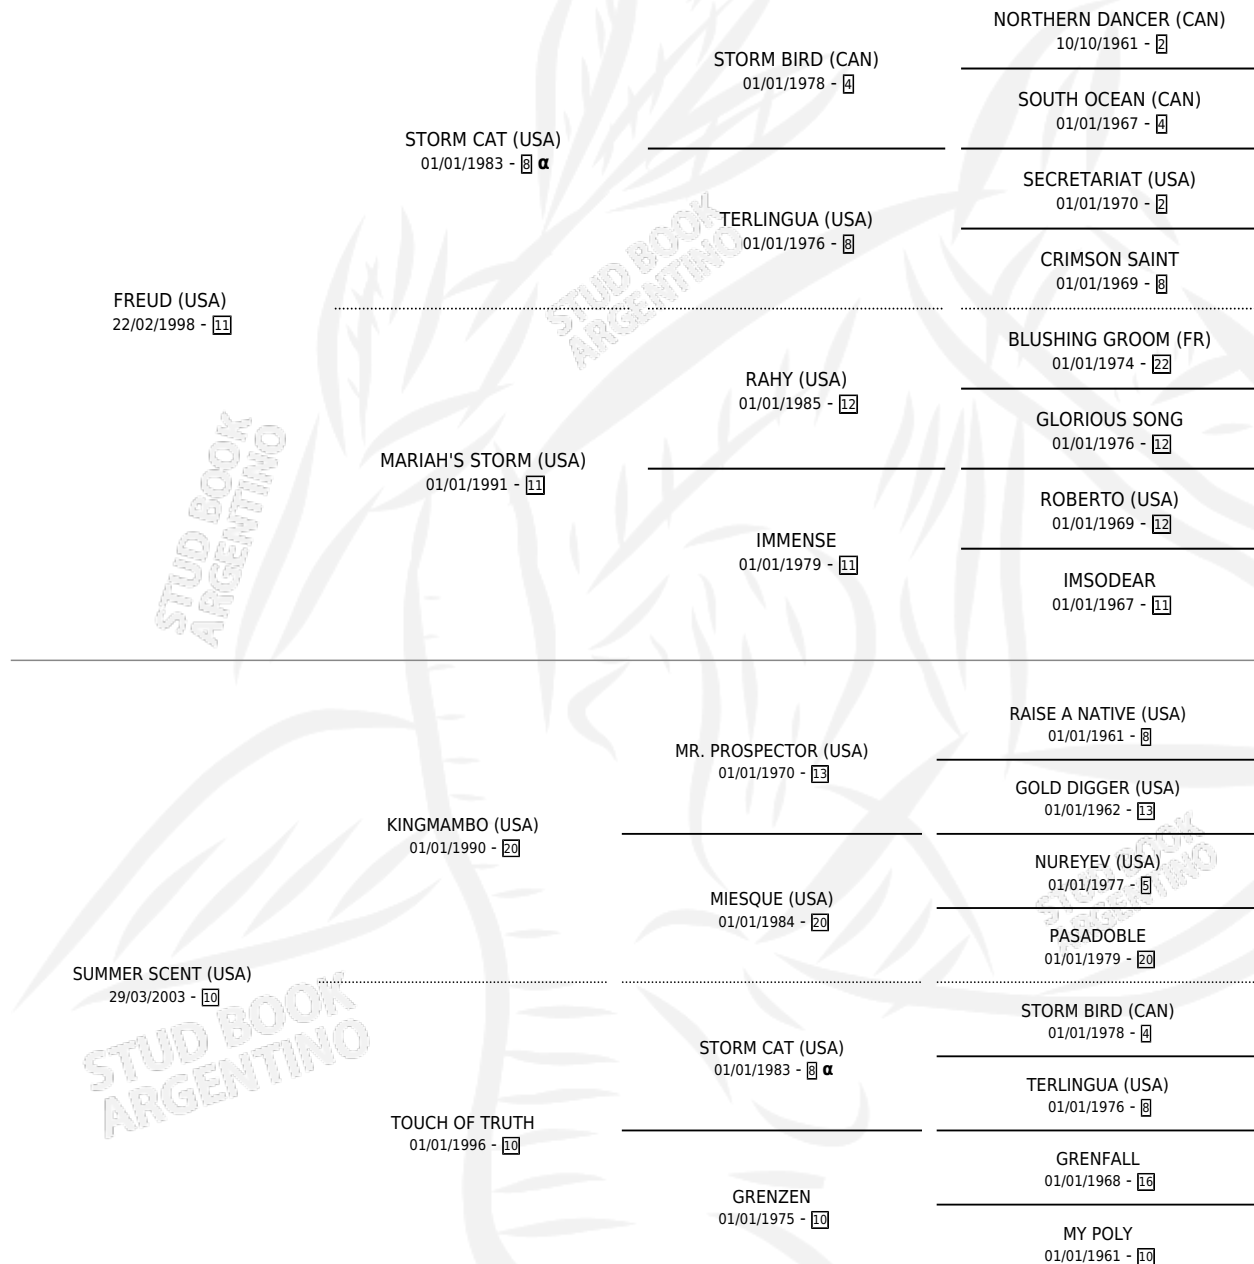 NORTHERN DANCER (CAN)
10/10/1961 - 2
STORM BIRD (CAN)
01/01/1978 - 4
SOUTH OCEAN (CAN)
01/01/1967 - 4
STORM CAT (USA)
01/01/1983 - 8 α
SECRETARIAT (USA)
01/01/1970 - 2
TERLINGUA (USA)
01/01/1976 - 8
CRIMSON SAINT
01/01/1969 - 8
FREUD (USA)
22/02/1998 - 11
BLUSHING GROOM (FR)
01/01/1974 - 22
RAHY (USA)
01/01/1985 - 12
GLORIOUS SONG
01/01/1976 - 12
MARIAH'S STORM (USA)
01/01/1991 - 11
ROBERTO (USA)
01/01/1969 - 12
IMMENSE
01/01/1979 - 11
IMSODEAR
01/01/1967 - 11
RAISE A NATIVE (USA)
01/01/1961 - 8
MR. PROSPECTOR (USA)
01/01/1970 - 13
GOLD DIGGER (USA)
01/01/1962 - 13
KINGMAMBO (USA)
01/01/1990 - 20
NUREYEV (USA)
01/01/1977 - 5
MIESQUE (USA)
01/01/1984 - 20
PASADOBLE
01/01/1979 - 20
SUMMER SCENT (USA)
29/03/2003 - 10
STORM BIRD (CAN)
01/01/1978 - 4
STORM CAT (USA)
01/01/1983 - 8 α
TERLINGUA (USA)
01/01/1976 - 8
TOUCH OF TRUTH
01/01/1996 - 10
GRENFALL
01/01/1968 - 16
GRENZEN
01/01/1975 - 10
MY POLY
01/01/1961 - 10
STUD BOOK
ARGENTINO
STUD BOOK
ARGENTINO
STUD BOOK
ARGENTINO
STUD BOOK
ARGENTINO